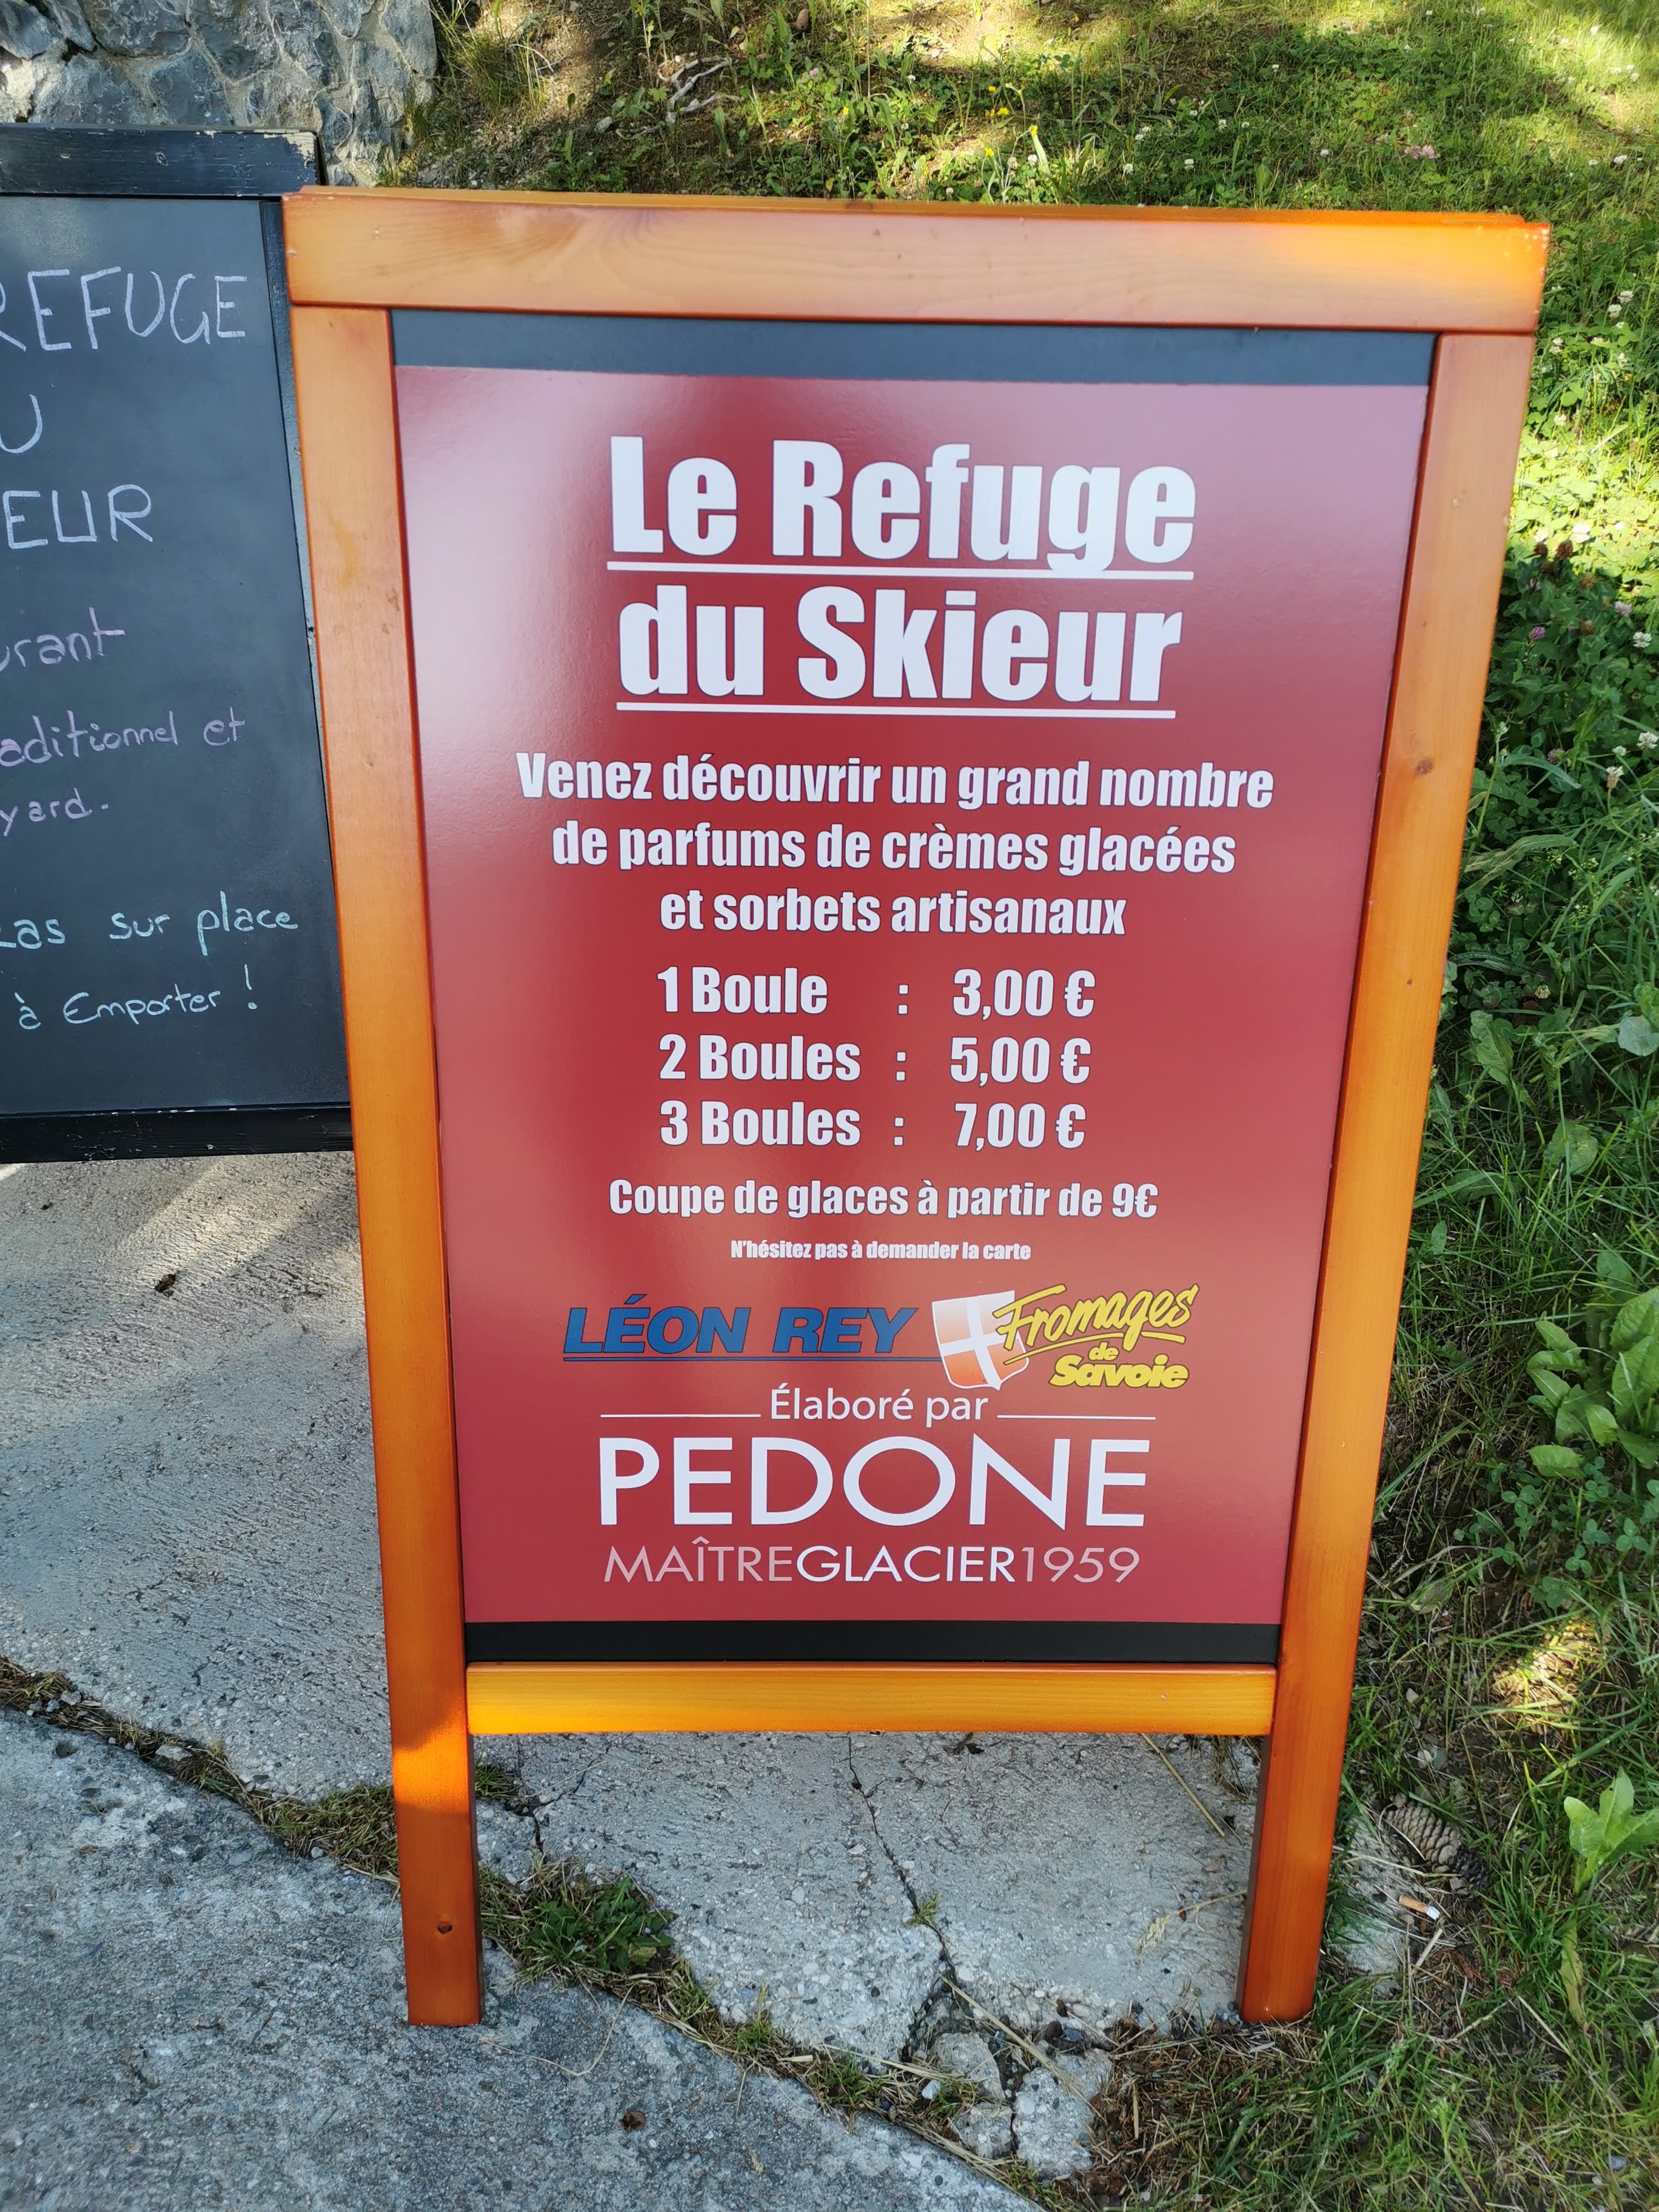 REFUGE
U
EUR
urant
aditionnel et
yard.
zas sur place
à Emporter !
Le Refuge
du Skieur
Venez découvrir un grand nombre
de parfums de crèmes glacées
et sorbets artisanaux
1 Boule : 3,00 €
2 Boules : 5,00 €
3 Boules : 7,00 €
Coupe de glaces à partir de 9€
N'hésitez pas à demander la carte
LÉON REY Fromages
de
Savoie
Élaboré par
PEDONE
MAÎTREGLACIER1959